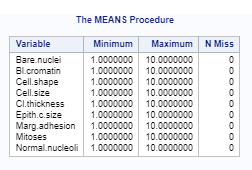 The MEANS Procedure
Variable Minimum Maximum N Miss
Bare.nuclei 1.0000000 10.0000000 0
Bl.cromatin 1.0000000 10.0000000 0
Cell.shape 1.0000000 10.0000000 0
Cell.size 1.0000000 10.0000000 0
Cl.thickness 1.0000000 10.0000000 0
Epith.c.size 1.0000000 10.0000000 0
Marg.adhesion 1.0000000 10.0000000 0
Mitoses 1.0000000 10.0000000 0
Normal.nucleoli 1.0000000 10.0000000 0